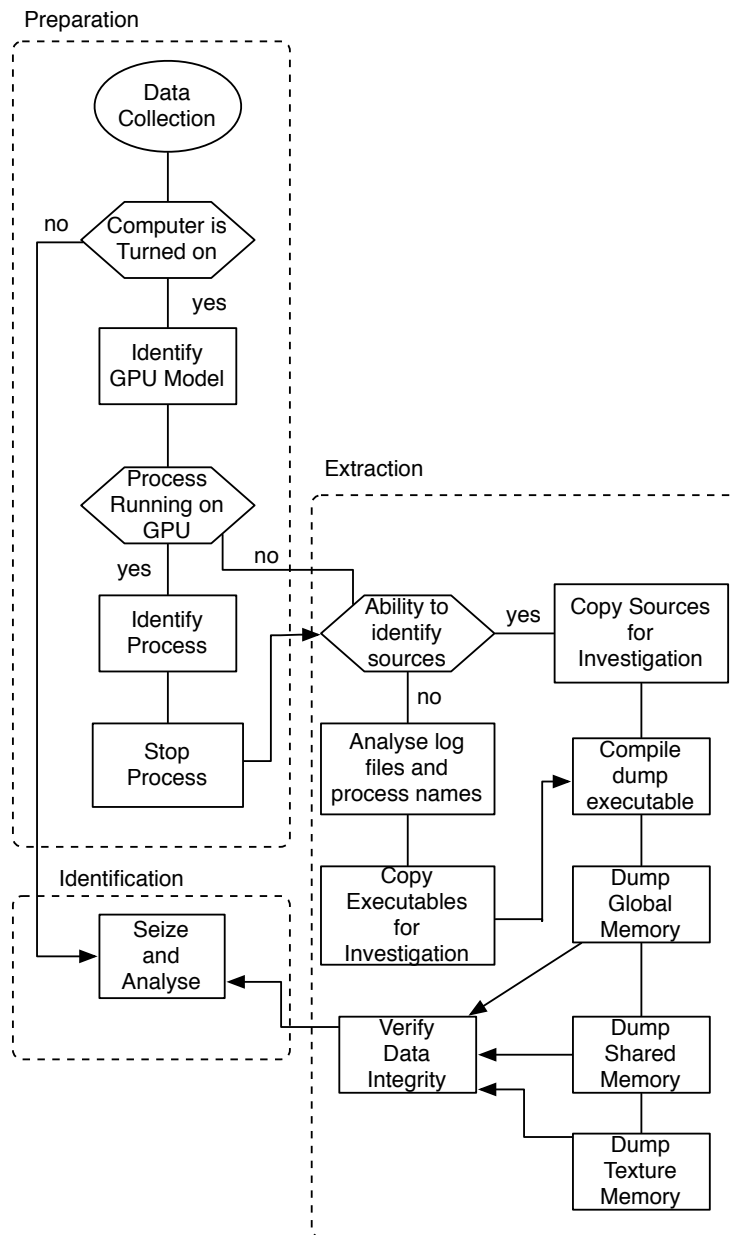 Preparation
Data
Collection
no
Computer is
Turned on
yes
Identify
GPU Model
Process
Running on
GPU
Extraction
no
yes
Identify
Process
Ability to
identify
sources
yes
Copy Sources
for
Investigation
no
Stop
Process
Analyse log
files and
process names
Compile
dump
executable
Identification
Copy
Executables
for
Investigation
Dump
Global
Memory
Seize
and
Analyse
Verify
Data
Integrity
Dump
Shared
Memory
Dump
Texture
Memory